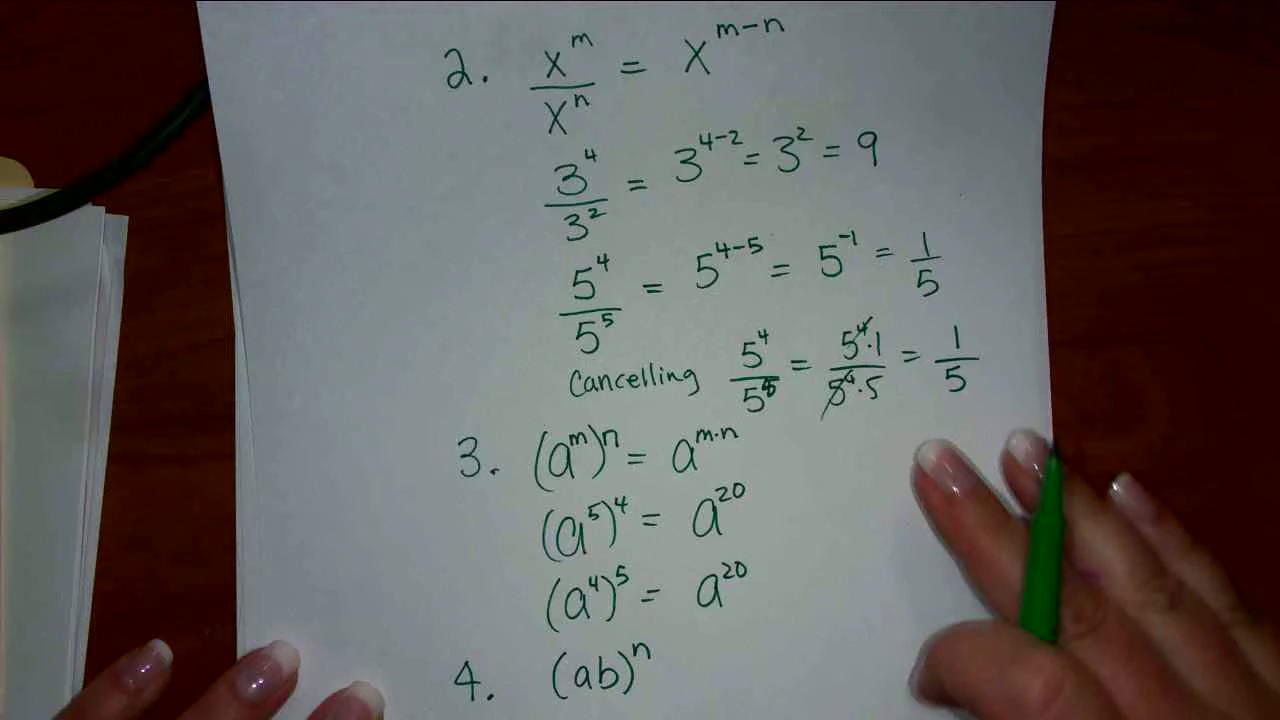 2. x^m/x^n = x^(m-n)
3^4/3^2 = 3^(4-2) = 3^2 = 9
5^4/5^5 = 5^(4-5) = 5^(-1) = 1/5
Cancelling 5^4/5^5 = 5^4·1/5^4·5 = 1/5
3. (a^m)^n = a^(m·n)
(a^5)^4 = a^20
(a^4)^5 = a^20
4. (ab)^n